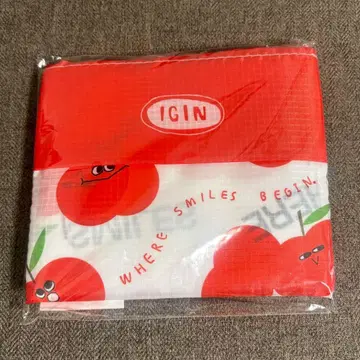 ICIN
WHERE SMILES BEGIN.